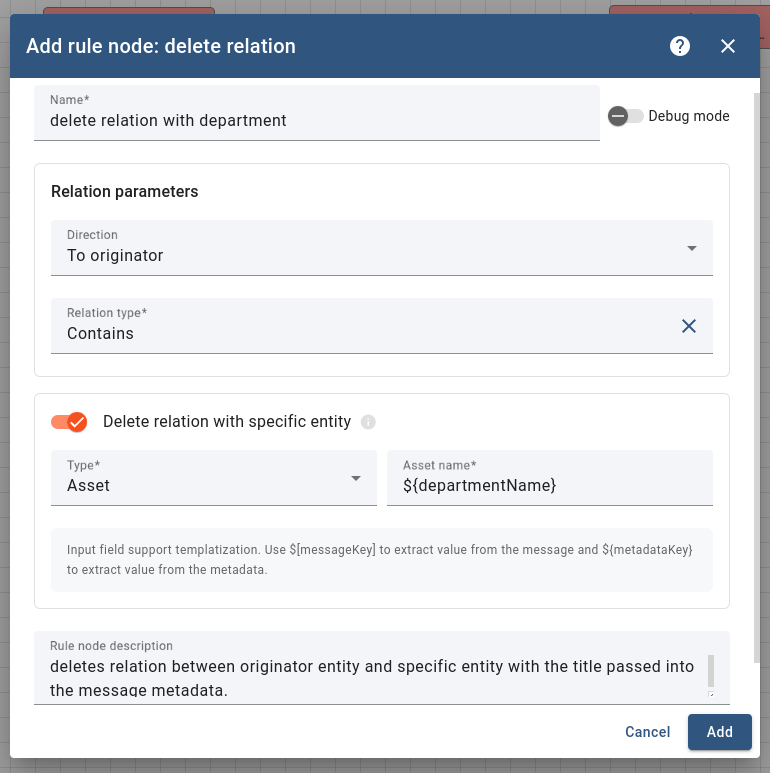 Add rule node: delete relation
Name*
delete relation with department
Debug mode
Relation parameters
Direction
To originator
Relation type*
Contains
Delete relation with specific entity
Type*
Asset
Asset name*
${departmentName}
Input field support templatization. Use $[messageKey] to extract value from the message and ${metadataKey}
to extract value from the metadata.
Rule node description
deletes relation between originator entity and specific entity with the title passed into
the message metadata.
Cancel
Add